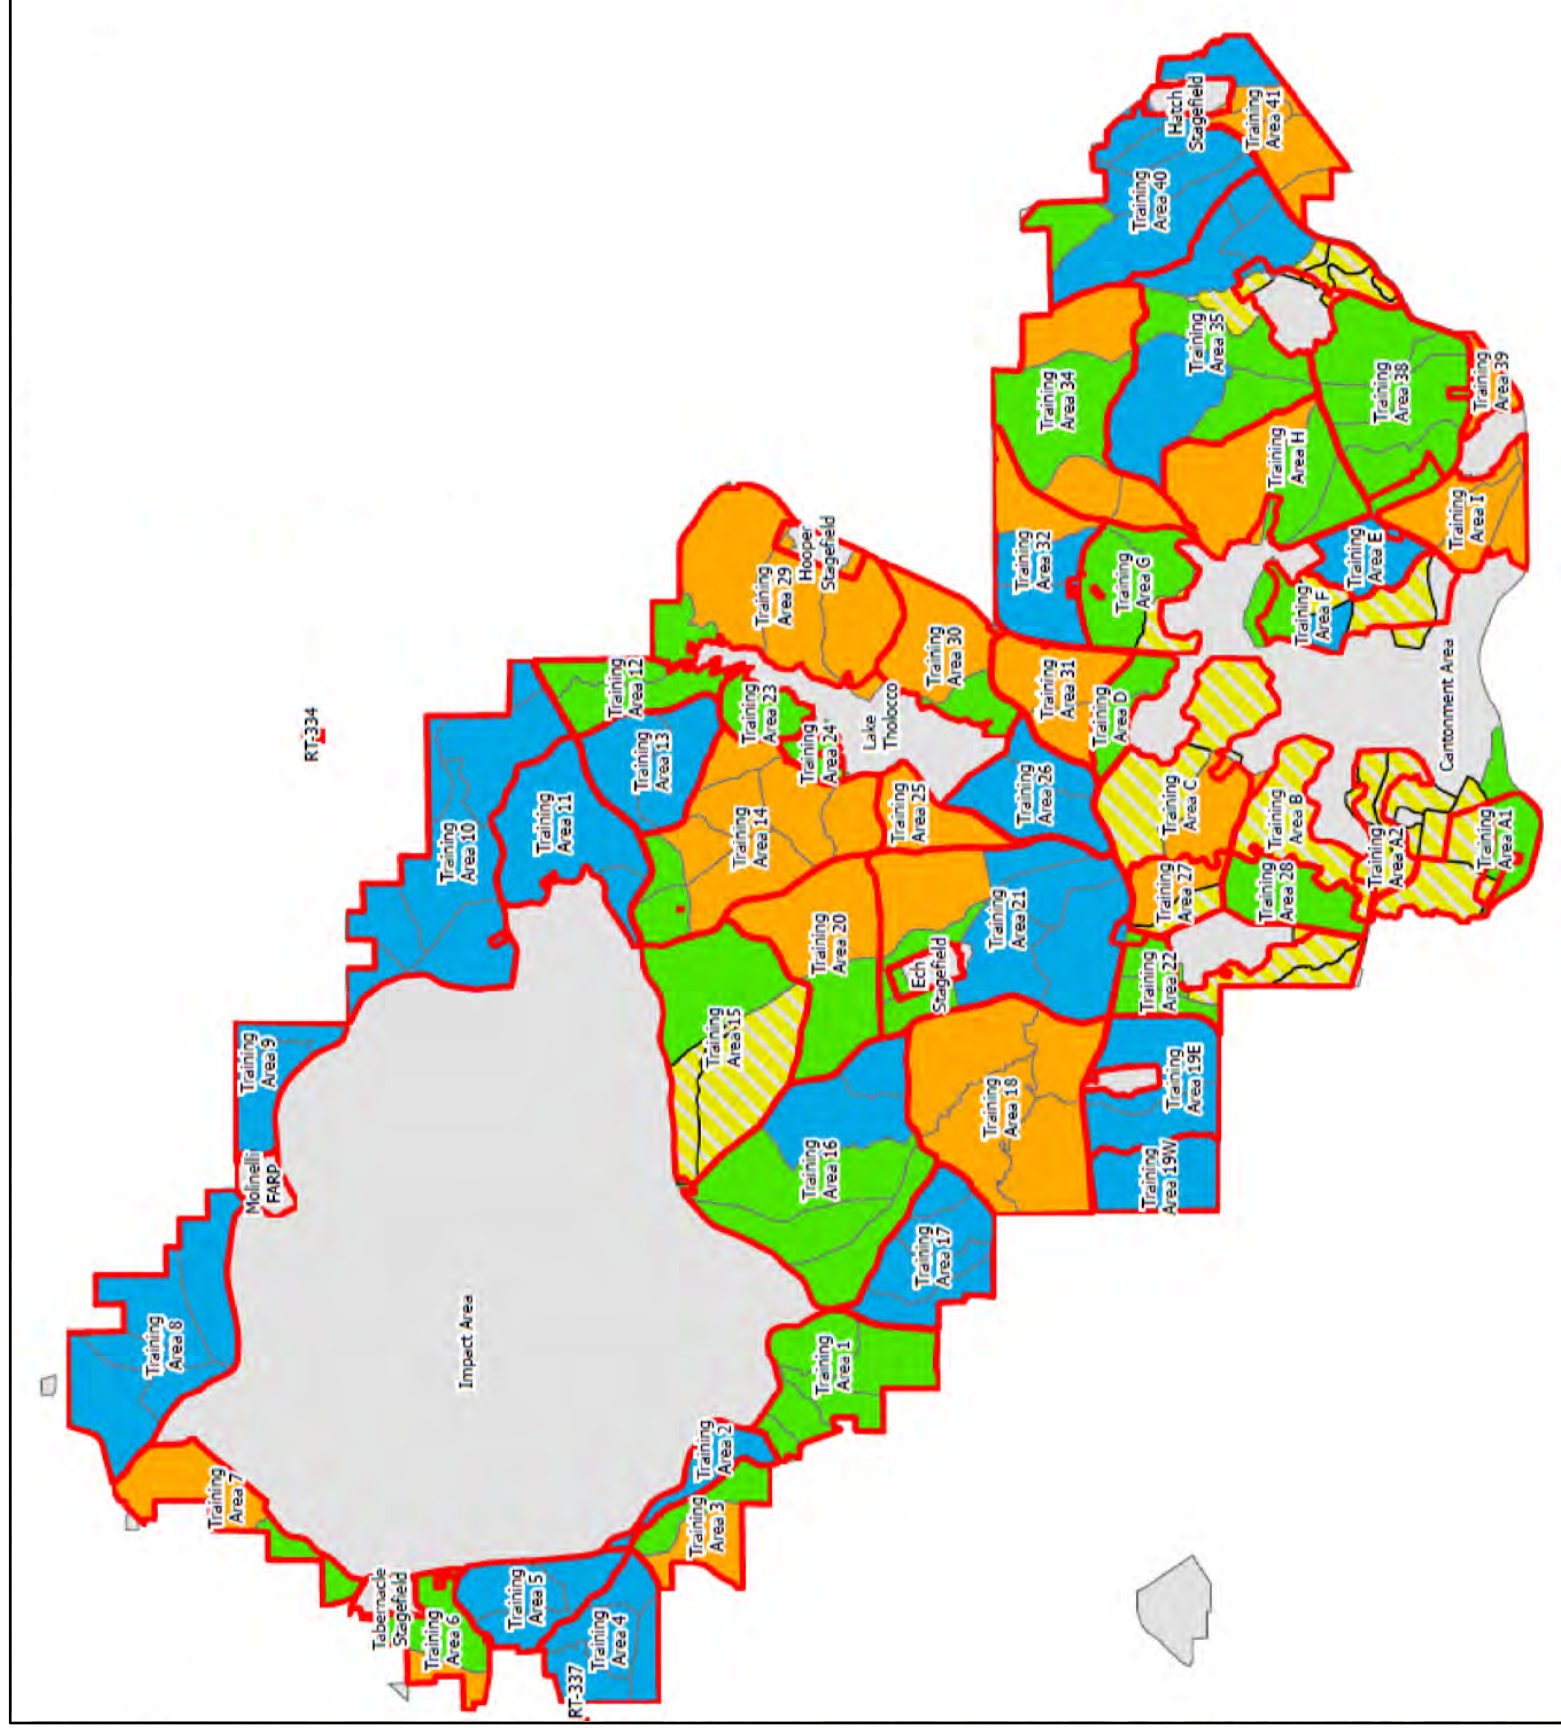 RT-334
Molinelli
FARP
Training
Area 8
Training
Area 9
Training
Area 10
Training
Area 11
Training
Area 12
Training
Area 13
Training
Area 7
Impact Area
Tabernacle
Stagefield
Training
Area 6
Training
Area 5
Training
Area 4
RT-337
Training
Area 3
Training
Area 2
Training
Area 1
Training
Area 14
Training
Area 15
Training
Area 16
Training
Area 17
Training
Area 18
Training
Area 19W
Training
Area 19E
Training
Area 20
Training
Area 21
Ech
Stagefield
Training
Area 22
Training
Area 23
Training
Area 24
Lake
Tholocco
Training
Area 25
Training
Area 26
Training
Area 27
Training
Area 28
Training
Area 29
Hooper
Stagefield
Training
Area 30
Training
Area 31
Training
Area 32
Training
Area 34
Training
Area 35
Training
Area 38
Training
Area 39
Training
Area 40
Training
Area 41
Hatch
Stagefield
Training
Area A1
Training
Area A2
Training
Area B
Training
Area C
Training
Area D
Training
Area E
Training
Area F
Training
Area G
Training
Area H
Training
Area I
Cantonment Area